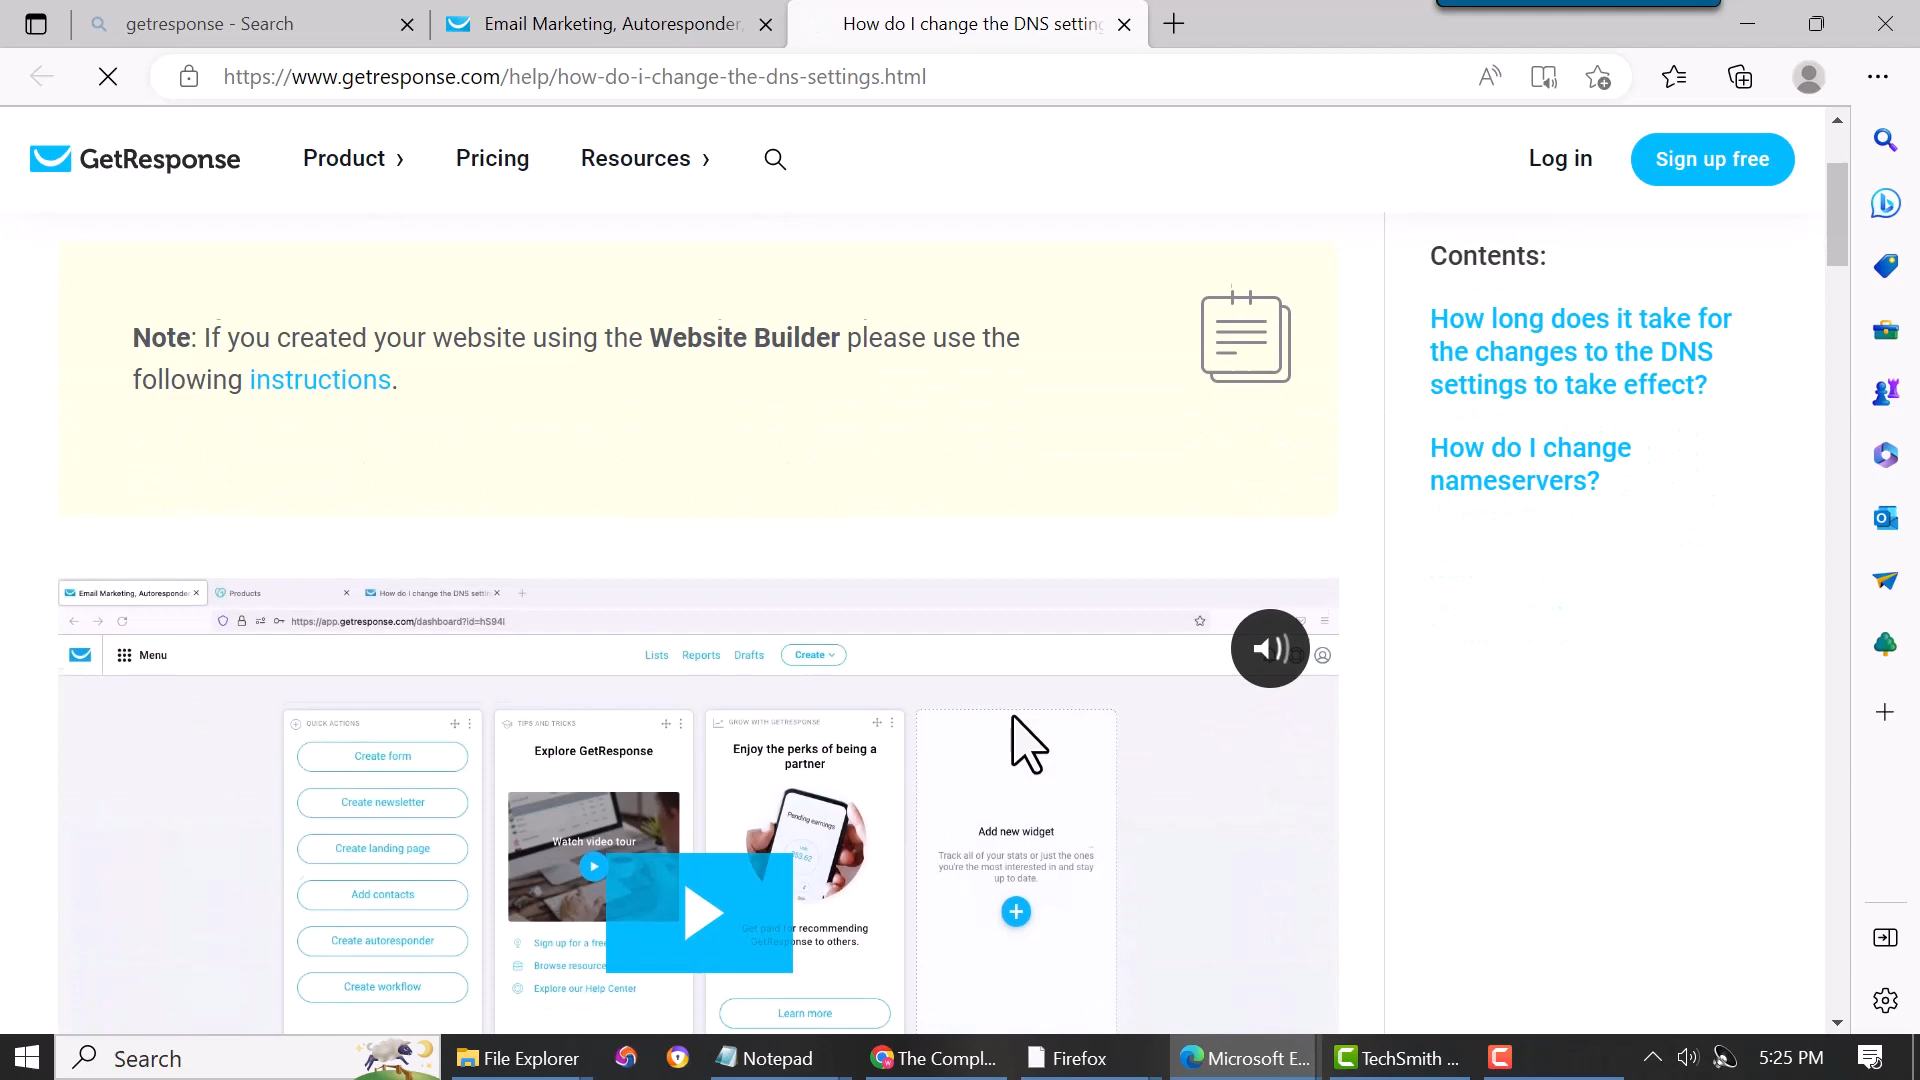 getresponse - Search
Email Marketing, Autoresponder,
How do I change the DNS setting
https://www.getresponse.com/help/how-do-i-change-the-dns-settings.html
GetResponse
Product ›
Pricing
Resources ›
Log in
Sign up free
Note: If you created your website using the Website Builder please use the
following instructions.
Contents:
How long does it take for
the changes to the DNS
settings to take effect?
How do I change
nameservers?
Email Marketing, Autoresponder
Products
How do I change the DNS settin
https://app.getresponse.com/dashboard?id=hS94I
Menu
Lists
Reports
Drafts
Create
QUICK ACTIONS
Create form
Create newsletter
Create landing page
Add contacts
Create autoresponder
Create workflow
TIPS AND TRICKS
Explore GetResponse
Watch video tour
Sign up for a free
Browse resource
Explore our Help Center
GROW WITH GETRESPONSE
Enjoy the perks of being a
partner
Pending earnings
Get paid for recommending
GetResponse to others.
Learn more
Add new widget
Track all of your stats or just the ones
you're the most interested in and stay
up to date.
Search
File Explorer
Notepad
The Compl...
Firefox
Microsoft E...
TechSmith ...
5:25 PM